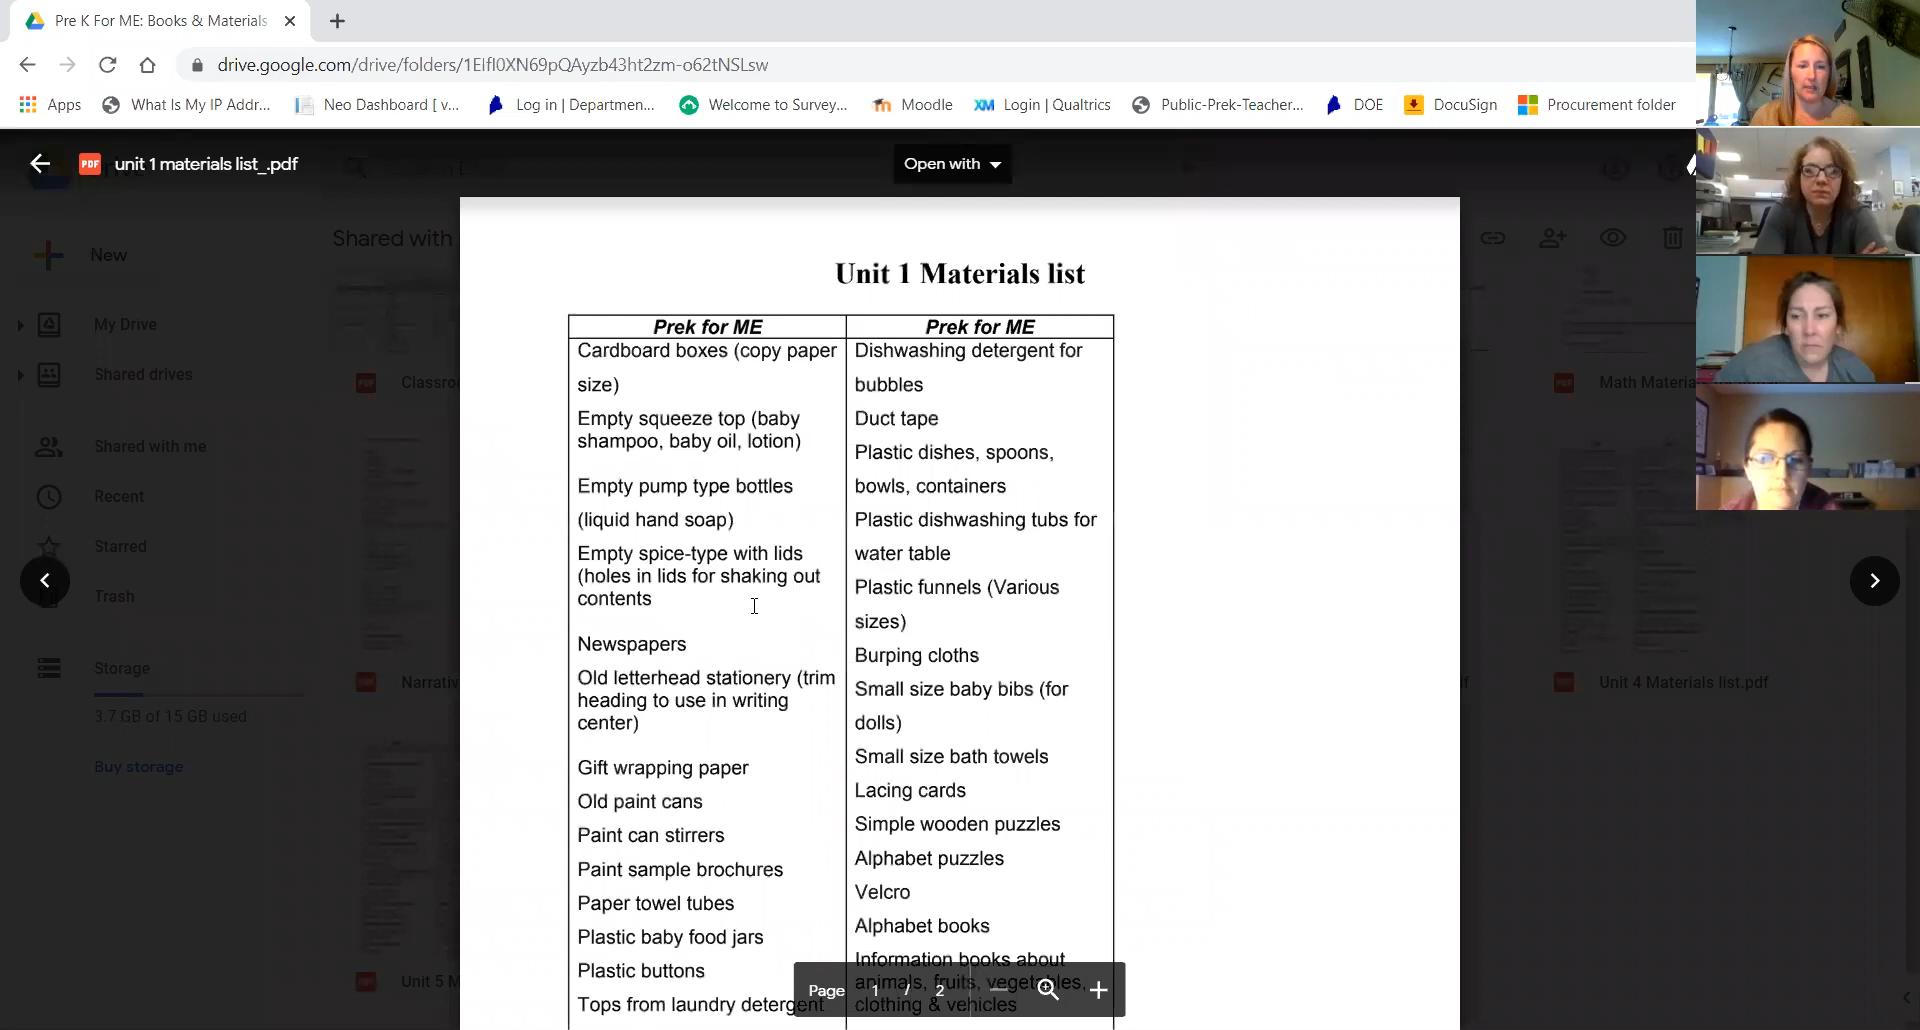 Pre K For ME: Books & Materials
drive.google.com/drive/folders/1EIfI0XN69pQAyzb43ht2zm-o62tNSLsw
Apps What Is My IP Addr... Neo Dashboard [ v... Log in | Departmen... Welcome to Survey... Moodle XM Login | Qualtrics Public-Prek-Teacher... DOE DocuSign Procurement folder
PDF unit 1 materials list_.pdf Open with
New
Shared with
My Drive
Shared drives
Shared with me
Recent
Starred
Trash
Storage
3.7 GB of 15 GB used
Buy storage
Classro
Narrativ
Unit 5 M
Math Materia
Unit 4 Materials list.pdf
Unit 1 Materials list
Prek for ME
Cardboard boxes (copy paper
size)
Empty squeeze top (baby
shampoo, baby oil, lotion)
Empty pump type bottles
(liquid hand soap)
Empty spice-type with lids
(holes in lids for shaking out
contents
Newspapers
Old letterhead stationery (trim
heading to use in writing
center)
Gift wrapping paper
Old paint cans
Paint can stirrers
Paint sample brochures
Paper towel tubes
Plastic baby food jars
Plastic buttons
Tops from laundry detergent
Prek for ME
Dishwashing detergent for
bubbles
Duct tape
Plastic dishes, spoons,
bowls, containers
Plastic dishwashing tubs for
water table
Plastic funnels (Various
sizes)
Burping cloths
Small size baby bibs (for
dolls)
Small size bath towels
Lacing cards
Simple wooden puzzles
Alphabet puzzles
Velcro
Alphabet books
Information books about
animals, fruits, vegetables,
clothing & vehicles
Page 1 / 2